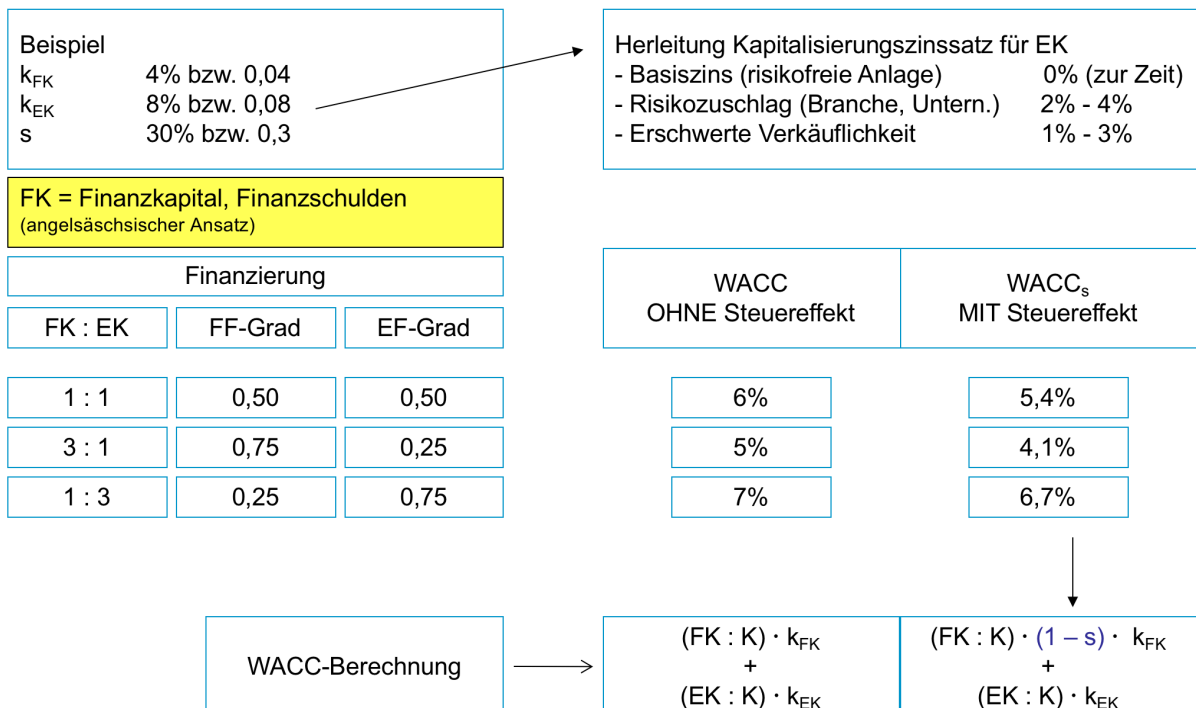 Beispiel
kFK 4% bzw. 0,04
kEK 8% bzw. 0,08
s 30% bzw. 0,3
Herleitung Kapitalisierungszinssatz für EK
- Basiszins (risikofreie Anlage) 0% (zur Zeit)
- Risikozuschlag (Branche, Untern.) 2% - 4%
- Erschwerte Verkäuflichkeit 1% - 3%
FK = Finanzkapital, Finanzschulden
(angelsäschsischer Ansatz)
Finanzierung
FK : EK FF-Grad EF-Grad
WACC
OHNE Steuereffekt
WACCs
MIT Steuereffekt
1 : 1 0,50 0,50 6% 5,4%
3 : 1 0,75 0,25 5% 4,1%
1 : 3 0,25 0,75 7% 6,7%
WACC-Berechnung
(FK : K) · kFK
+
(EK : K) · kEK
(FK : K) · (1 – s) · kFK
+
(EK : K) · kEK